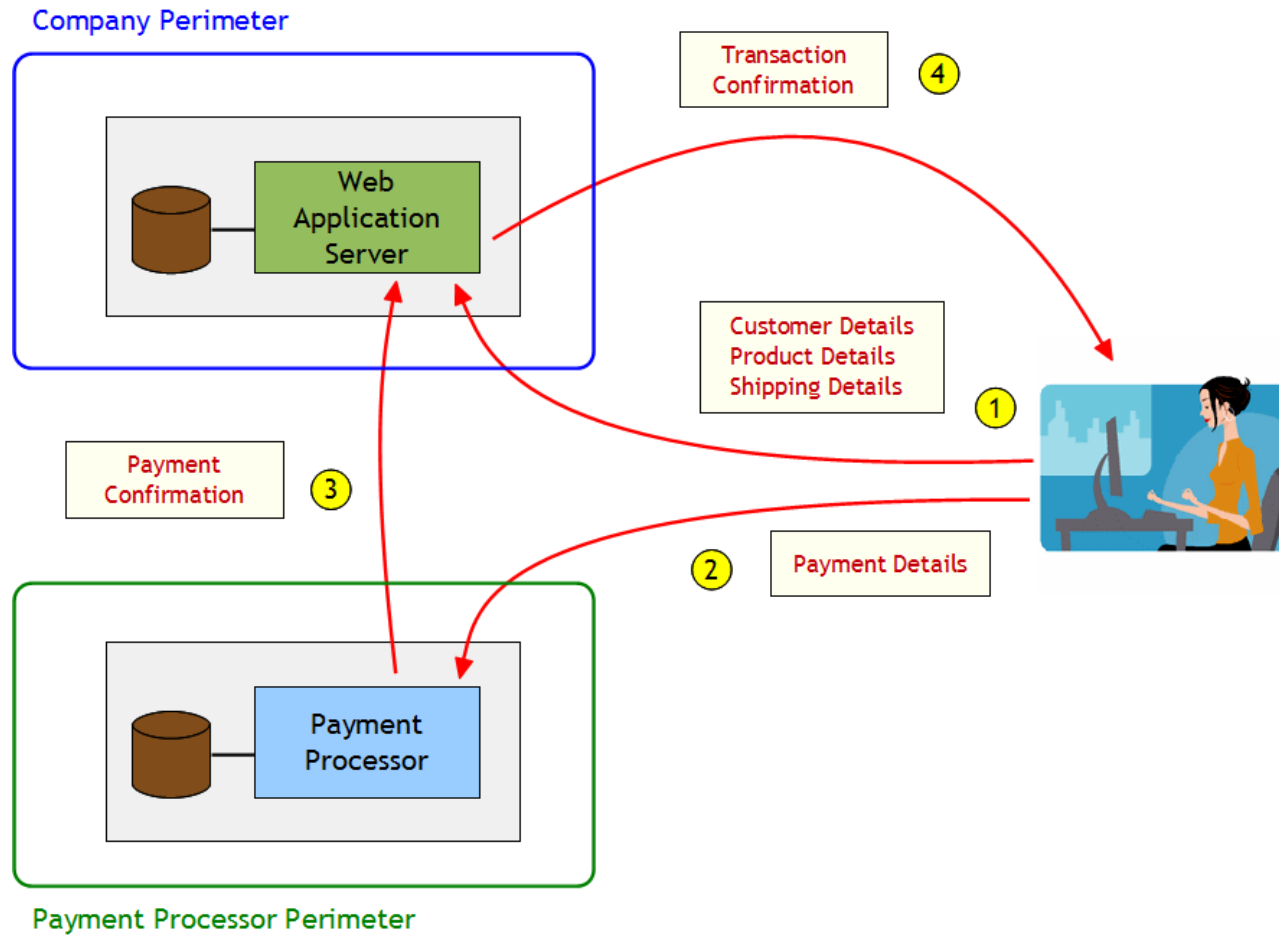 Company Perimeter
Transaction
Confirmation
4
Web
Application
Server
Customer Details
Product Details
Shipping Details
1
Payment
Confirmation
3
2
Payment Details
Payment
Processor
Payment Processor Perimeter